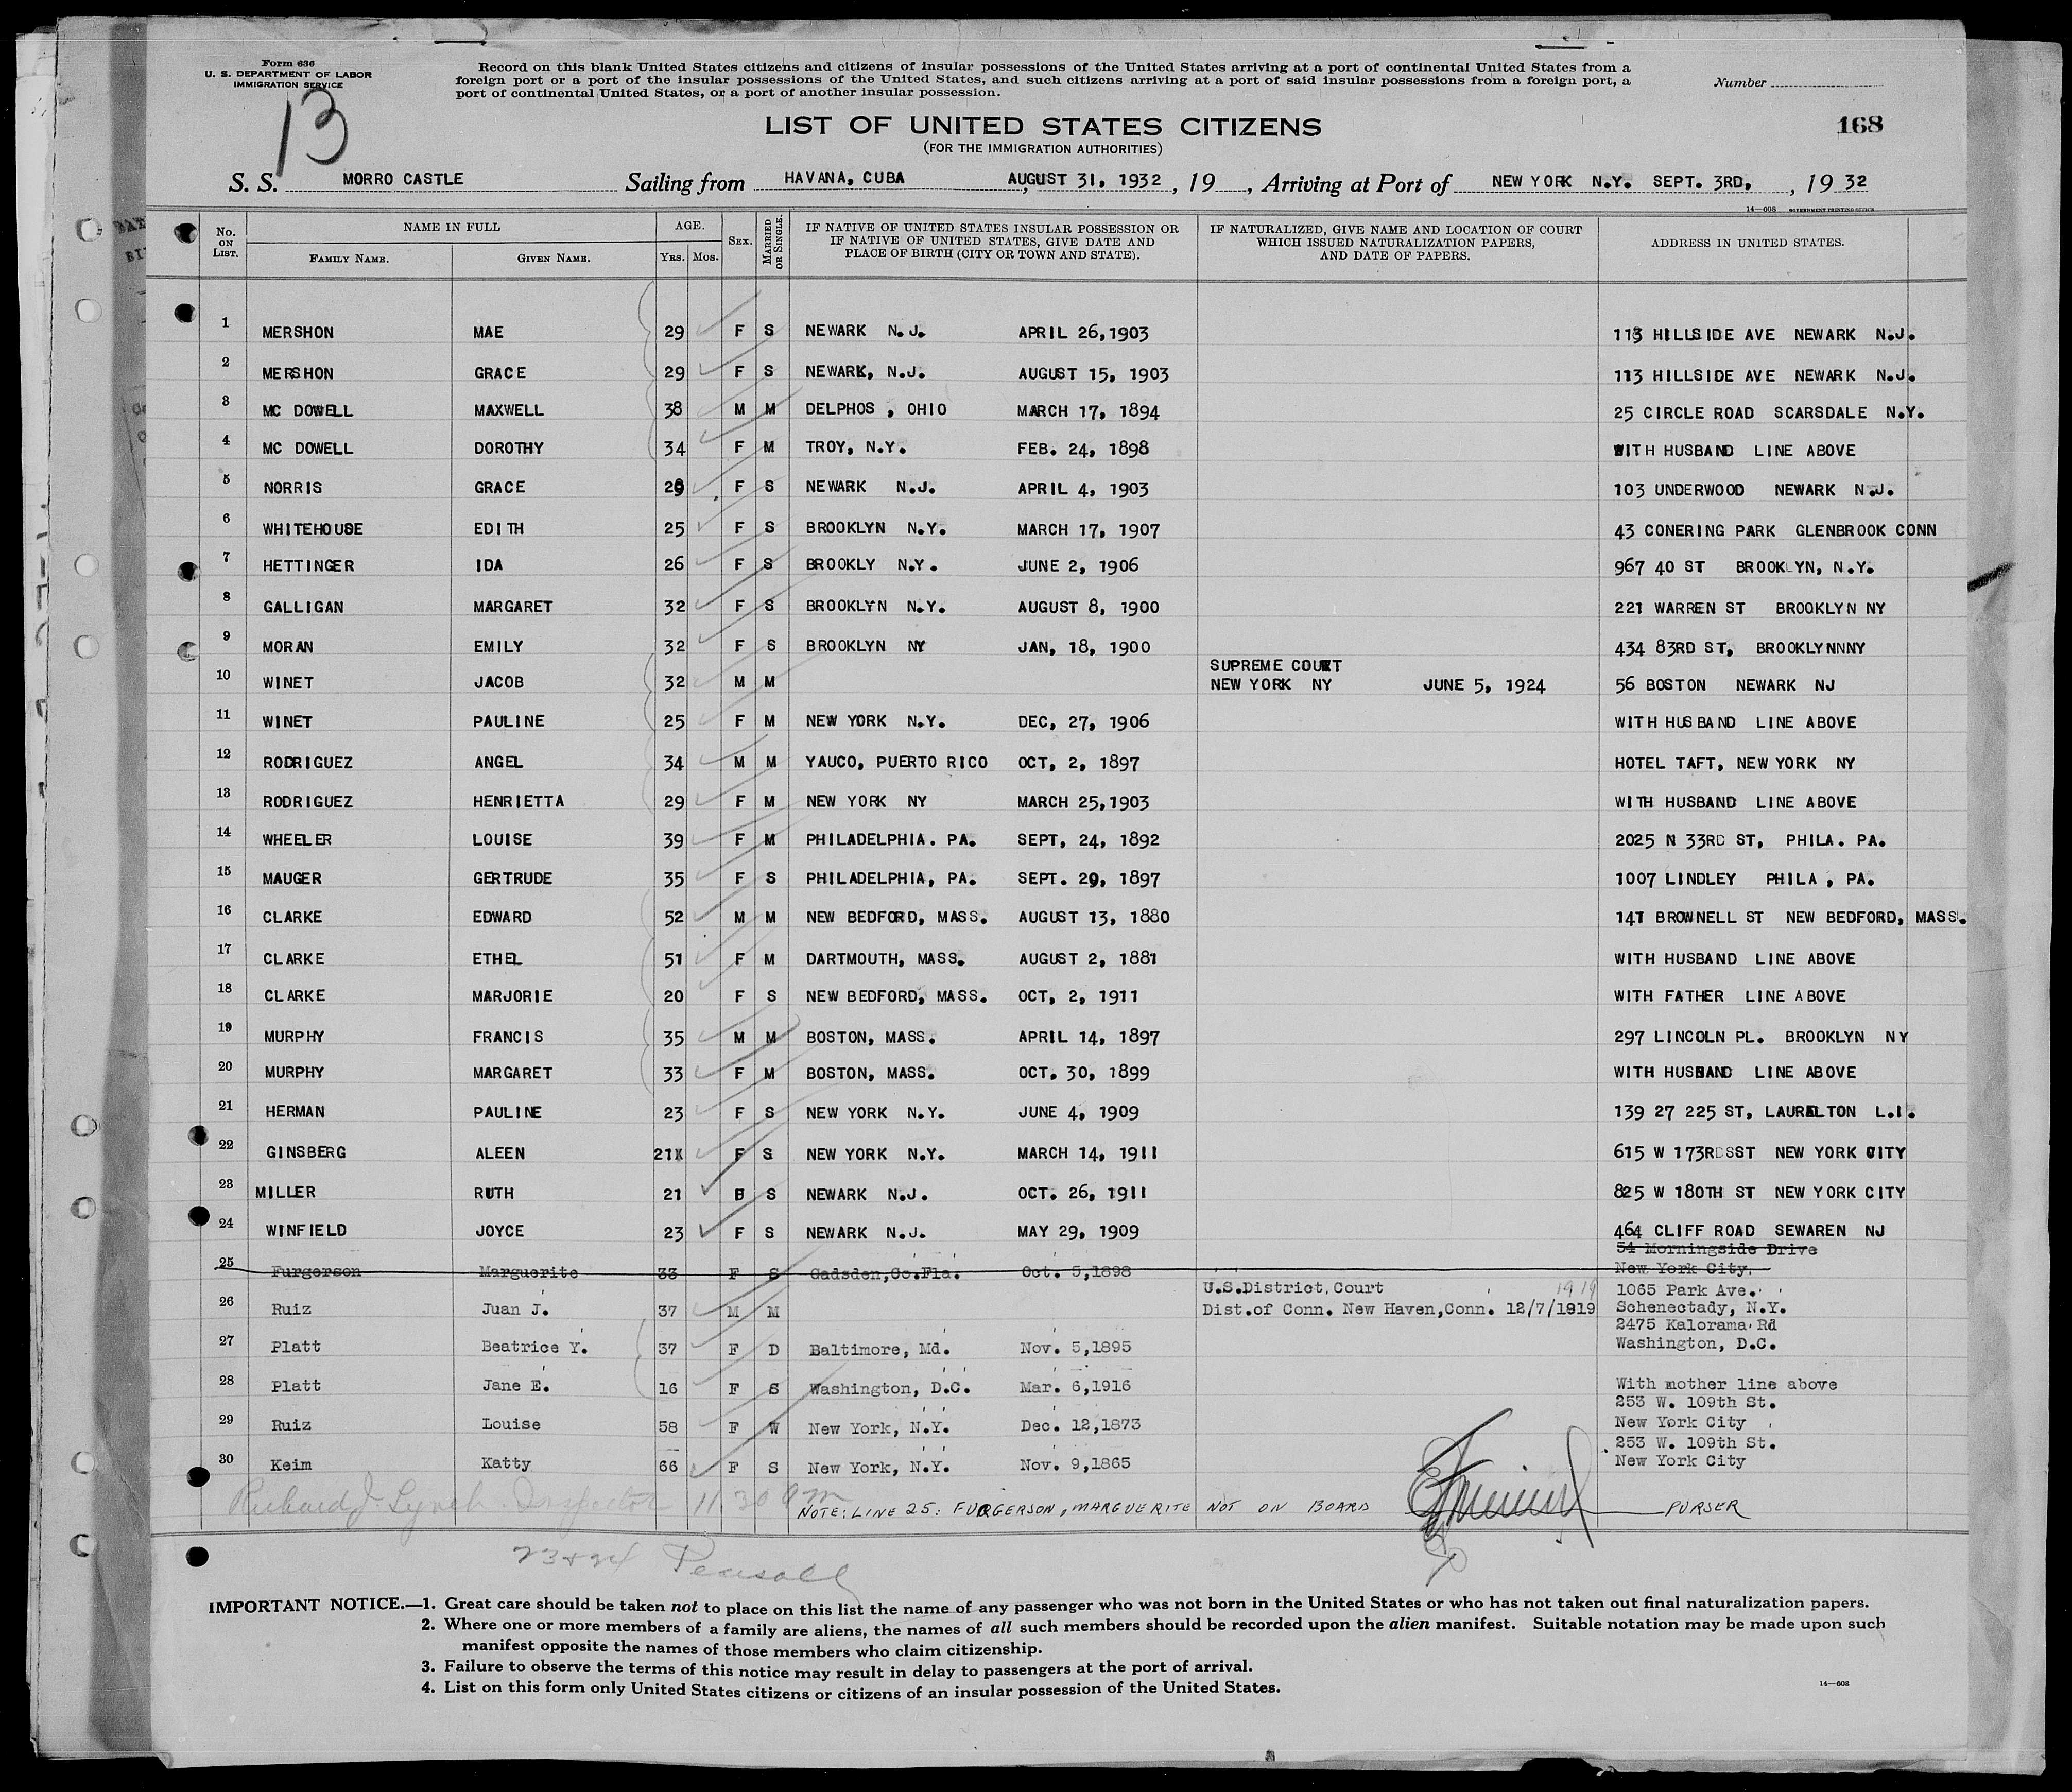 Form 630
U. S. DEPARTMENT OF LABOR
IMMIGRATION SERVICE
13
Record on this blank United States citizens and citizens of insular possessions of the United States arriving at a port of continental United States from a
foreign port or a port of the insular possessions of the United States, and such citizens arriving at a port of said insular possessions from a foreign port, a
port of continental United States, or a port of another insular possession.
Number
LIST OF UNITED STATES CITIZENS
(FOR THE IMMIGRATION AUTHORITIES)
168
S. S. MORRO CASTLE Sailing from HAVANA, CUBA AUGUST 31, 1932, 19, Arriving at Port of NEW YORK N.Y. SEPT. 3RD, , 19 32
14—608 GOVERNMENT PRINTING OFFICE
No. ON LIST. NAME IN FULL FAMILY NAME. GIVEN NAME. AGE. YRS. MOS. SEX. MARRIED OR SINGLE. IF NATIVE OF UNITED STATES INSULAR POSSESSION OR IF NATIVE OF UNITED STATES, GIVE DATE AND PLACE OF BIRTH (CITY OR TOWN AND STATE). IF NATURALIZED, GIVE NAME AND LOCATION OF COURT WHICH ISSUED NATURALIZATION PAPERS, AND DATE OF PAPERS. ADDRESS IN UNITED STATES.
1 MERSHON MAE 29 F S NEWARK N.J. APRIL 26,1903 113 HILLSIDE AVE NEWARK N.J.
2 MERSHON GRACE 29 F S NEWARK, N.J. AUGUST 15, 1903 113 HILLSIDE AVE NEWARK N.J.
3 MC DOWELL MAXWELL 38 M M DELPHOS , OHIO MARCH 17, 1894 25 CIRCLE ROAD SCARSDALE N.Y.
4 MC DOWELL DOROTHY 34 F M TROY, N.Y. FEB. 24, 1898 WITH HUSBAND LINE ABOVE
5 NORRIS GRACE 29 F S NEWARK N.J. APRIL 4, 1903 103 UNDERWOOD NEWARK N.J.
6 WHITEHOUSE EDITH 25 F S BROOKLYN N.Y. MARCH 17, 1907 43 CONERING PARK GLENBROOK CONN
7 HETTINGER IDA 26 F S BROOKLY N.Y. JUNE 2, 1906 967 40 ST BROOKLYN, N.Y.
8 GALLIGAN MARGARET 32 F S BROOKLYN N.Y. AUGUST 8, 1900 221 WARREN ST BROOKLYN NY
9 MORAN EMILY 32 F S BROOKLYN NY JAN, 18, 1900 434 83RD ST, BROOKLYNNNY
SUPREME COURT
10 WINET JACOB 32 M M NEW YORK NY JUNE 5, 1924 56 BOSTON NEWARK NJ
11 WINET PAULINE 25 F M NEW YORK N.Y. DEC, 27, 1906 WITH HUSBAND LINE ABOVE
12 RODRIGUEZ ANGEL 34 M M YAUCO, PUERTO RICO OCT, 2, 1897 HOTEL TAFT, NEW YORK NY
13 RODRIGUEZ HENRIETTA 29 F M NEW YORK NY MARCH 25,1903 WITH HUSBAND LINE ABOVE
14 WHEELER LOUISE 39 F M PHILADELPHIA. PA. SEPT, 24, 1892 2025 N 33RD ST, PHILA. PA.
15 MAUGER GERTRUDE 35 F S PHILADELPHIA, PA. SEPT. 29, 1897 1007 LINDLEY PHILA , PA.
16 CLARKE EDWARD 52 M M NEW BEDFORD, MASS. AUGUST 13, 1880 141 BROWNELL ST NEW BEDFORD, MASS.
17 CLARKE ETHEL 51 F M DARTMOUTH, MASS. AUGUST 2, 1881 WITH HUSBAND LINE ABOVE
18 CLARKE MARJORIE 20 F S NEW BEDFORD, MASS. OCT, 2, 1911 WITH FATHER LINE ABOVE
19 MURPHY FRANCIS 35 M M BOSTON, MASS. APRIL 14, 1897 297 LINCOLN PL. BROOKLYN NY
20 MURPHY MARGARET 33 F M BOSTON, MASS. OCT. 30, 1899 WITH HUSBAND LINE ABOVE
21 HERMAN PAULINE 23 F S NEW YORK N.Y. JUNE 4, 1909 139 27 225 ST, LAURELTON L.I.
22 GINSBERG ALEEN 21X F S NEW YORK N.Y. MARCH 14, 1911 615 W 173RDSST NEW YORK CITY
23 MILLER RUTH 21 B S NEWARK N.J. OCT. 26, 1911 825 W 180TH ST NEW YORK CITY
24 WINFIELD JOYCE 23 F S NEWARK N.J. MAY 29, 1909 464 CLIFF ROAD SEWAREN NJ
54 Morningside Drive
25 Furgerson Marguerite 33 F S Gadsden,Co.Fla. Oct. 5,1898 New York City.
U.S.District,Court 1919 1065 Park Ave.
26 Ruiz Juan J. 37 M M Dist.of Conn. New Haven,Conn. 12/7/1919 Schenectady, N.Y.
2475 Kalorama Rd
27 Platt Beatrice Y. 37 F D Baltimore, Md. Nov. 5,1895 Washington, D.C.
28 Platt Jane E. 16 F S Washington, D.C. Mar. 6,1916 With mother line above
253 W. 109th St.
29 Ruiz Louise 58 F W New York, N.Y. Dec. 12,1873 New York City
253 W. 109th St.
30 Keim Katty 66 F S New York, N.Y. Nov. 9,1865 New York City
Richard J. Lynch Inspector 11 30 am
NOTE: LINE 25: FURGERSON, MARGUERITE NOT ON BOARD PURSER
23+24 Pearsall
IMPORTANT NOTICE.—1. Great care should be taken not to place on this list the name of any passenger who was not born in the United States or who has not taken out final naturalization papers.
2. Where one or more members of a family are aliens, the names of all such members should be recorded upon the alien manifest. Suitable notation may be made upon such
manifest opposite the names of those members who claim citizenship.
3. Failure to observe the terms of this notice may result in delay to passengers at the port of arrival.
4. List on this form only United States citizens or citizens of an insular possession of the United States.
14—608